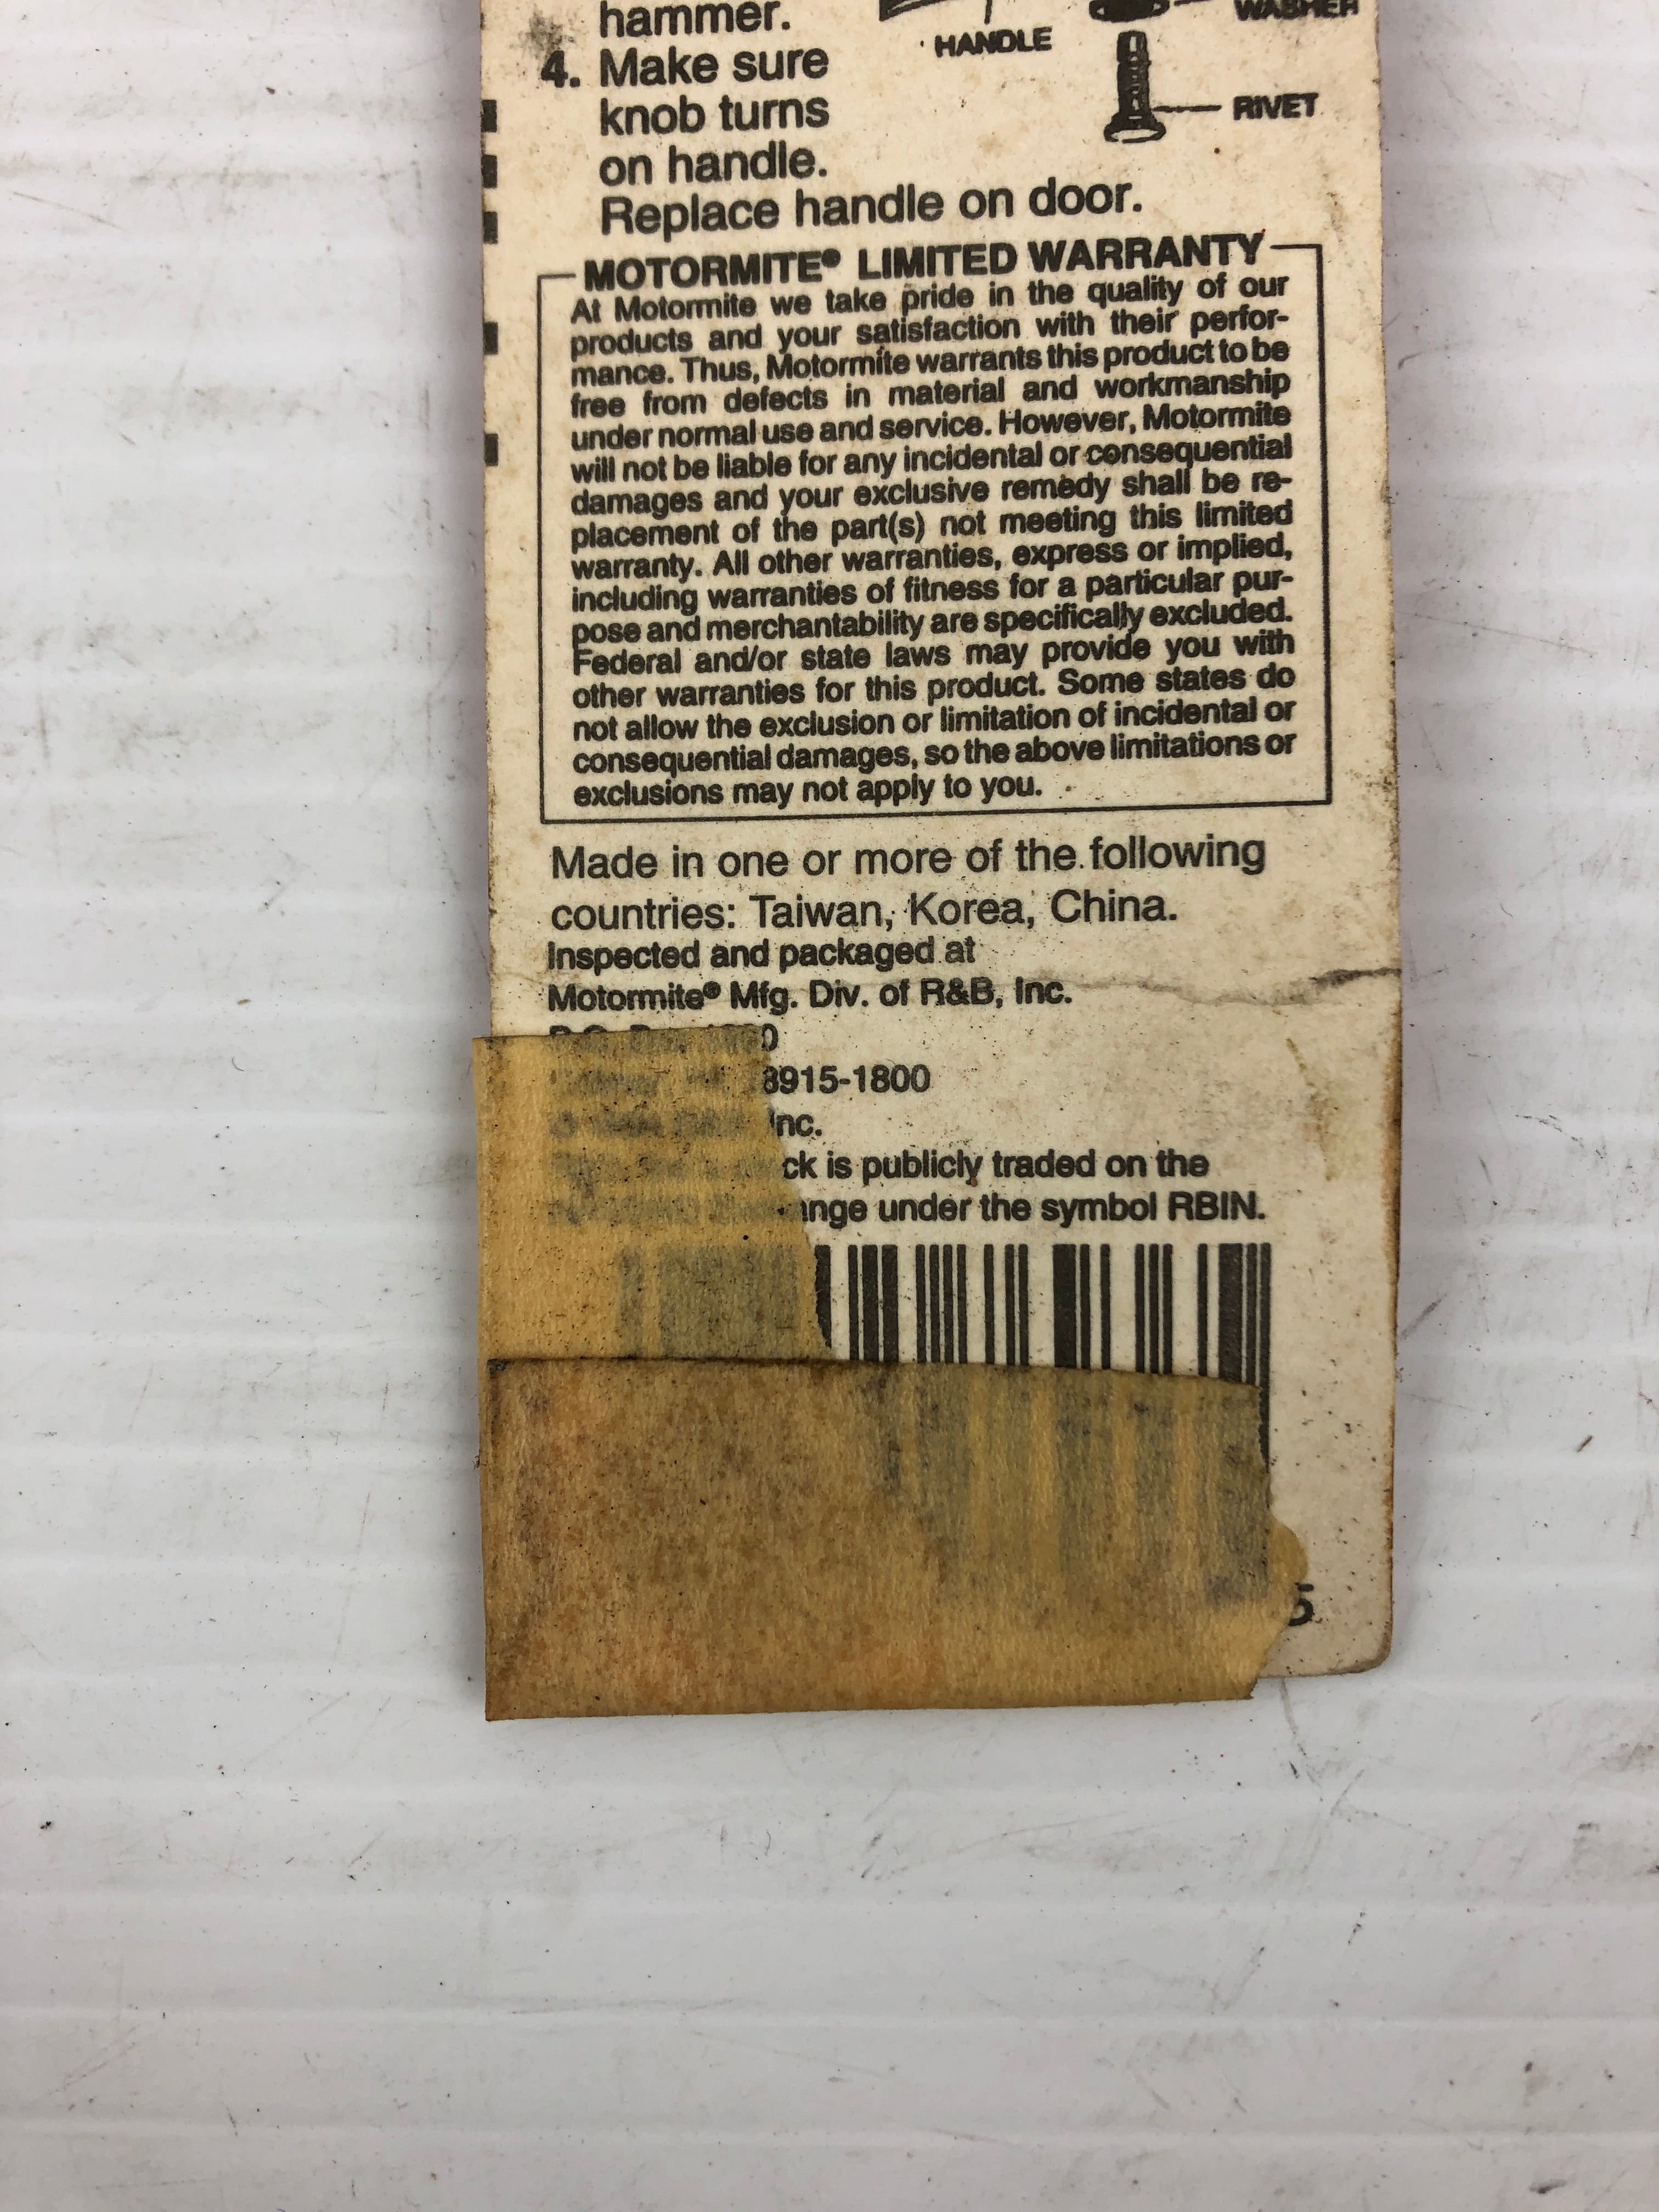 hammer.
WASHER
HANDLE
4. Make sure
knob turns
RIVET
on handle.
Replace handle on door.
MOTORMITE® LIMITED WARRANTY
At Motormite we take pride in the quality of our
products and your satisfaction with their perfor-
mance. Thus, Motormite warrants this product to be
free from defects in material and workmanship
under normal use and service. However, Motormite
will not be liable for any incidental or consequential
damages and your exclusive remedy shall be re-
placement of the part(s) not meeting this limited
warranty. All other warranties, express or implied,
including warranties of fitness for a particular pur-
pose and merchantability are specifically excluded.
Federal and/or state laws may provide you with
other warranties for this product. Some states do
not allow the exclusion or limitation of incidental or
consequential damages, so the above limitations or
exclusions may not apply to you.
Made in one or more of the following
countries: Taiwan, Korea, China.
Inspected and packaged at
Motormite® Mfg. Div. of R&B, Inc.
8915-1800
Inc.
is publicly traded on the
under the symbol RBIN.
5